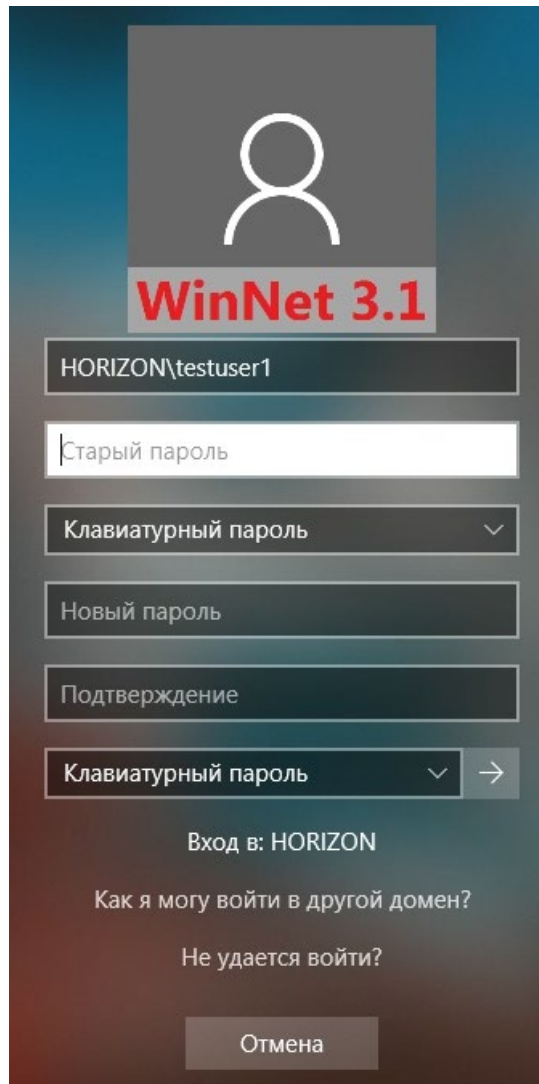 WinNet 3.1
HORIZON\testuser1
Старый пароль
Клавиатурный пароль
Новый пароль
Подтверждение
Клавиатурный пароль
Вход в: HORIZON
Как я могу войти в другой домен?
Не удается войти?
Отмена